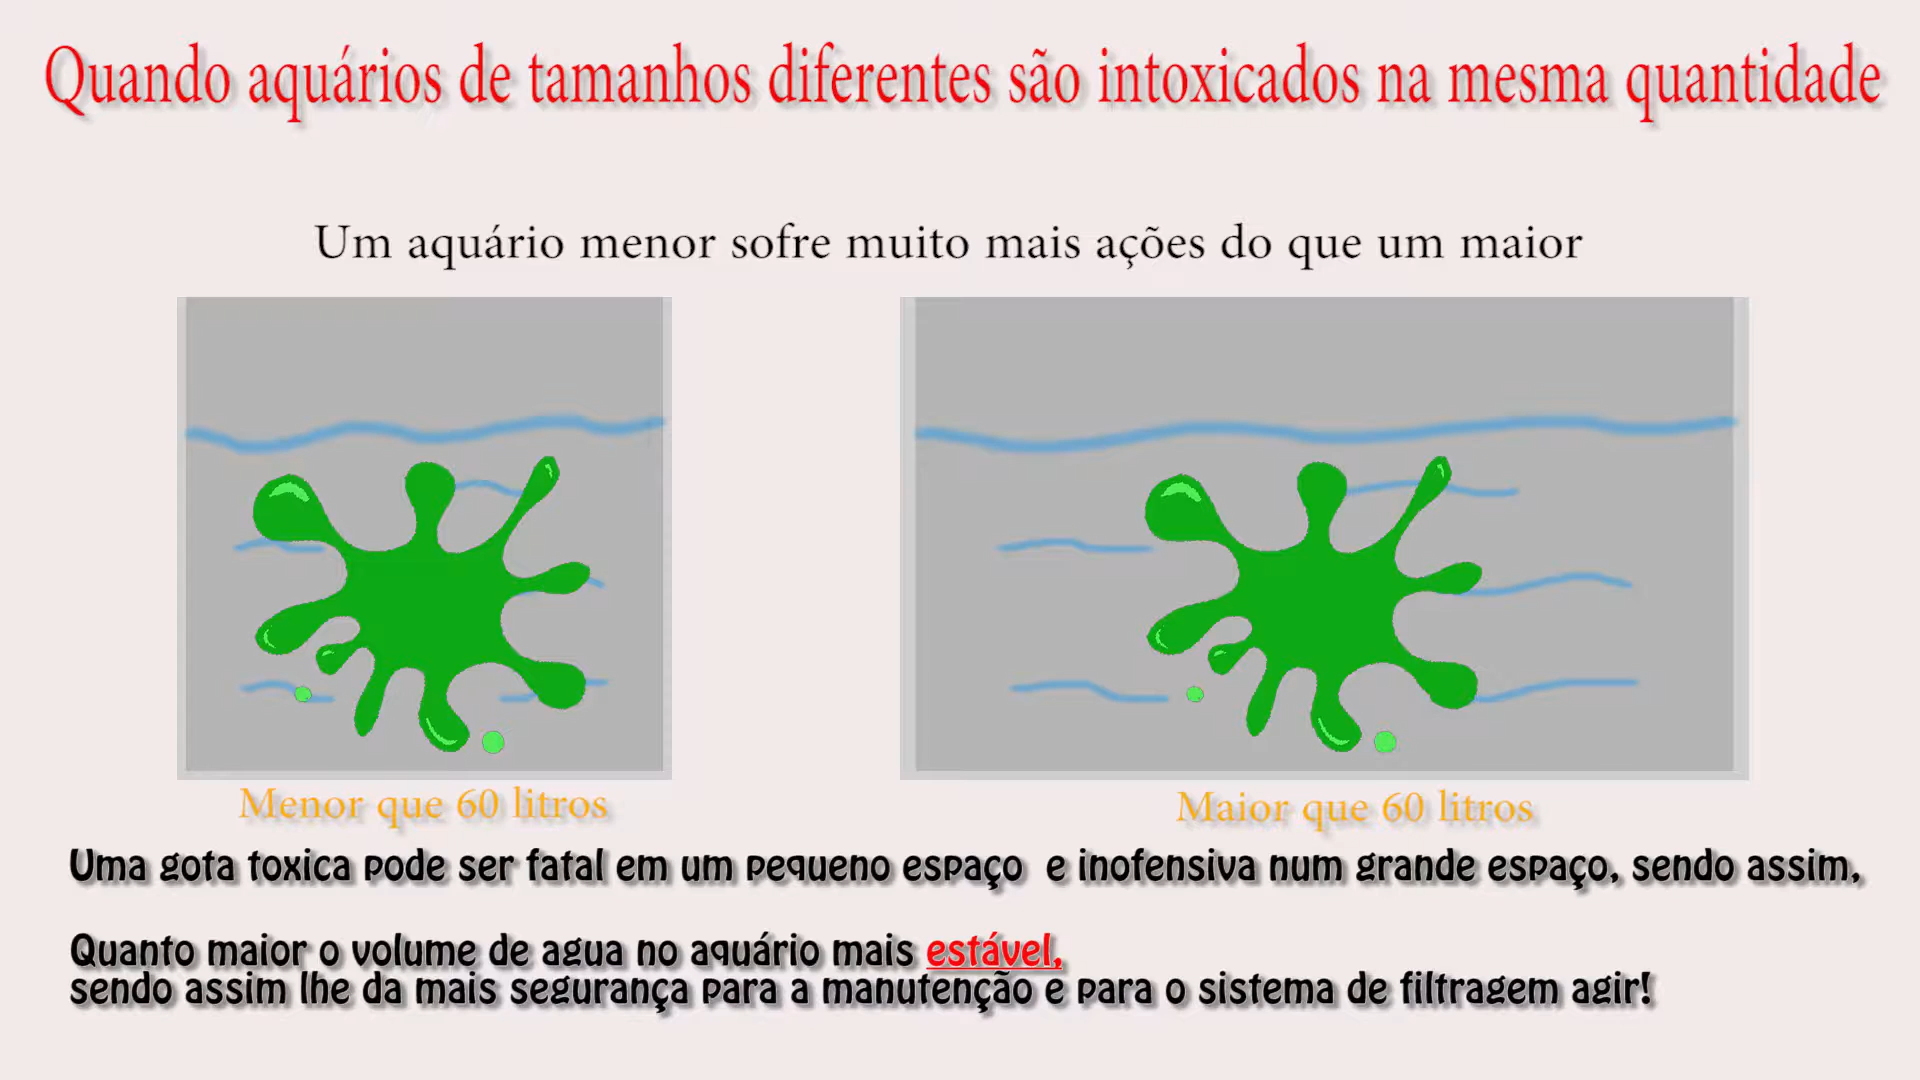 Quando aquários de tamanhos diferentes são intoxicados na mesma quantidade
Um aquário menor sofre muito mais ações do que um maior
Menor que 60 litros
Maior que 60 litros
Uma gota toxica pode ser fatal em um pequeno espaço e inofensiva num grande espaço, sendo assim,
Quanto maior o volume de agua no aquário mais estável,
sendo assim lhe da mais segurança para a manutenção e para o sistema de filtragem agir!